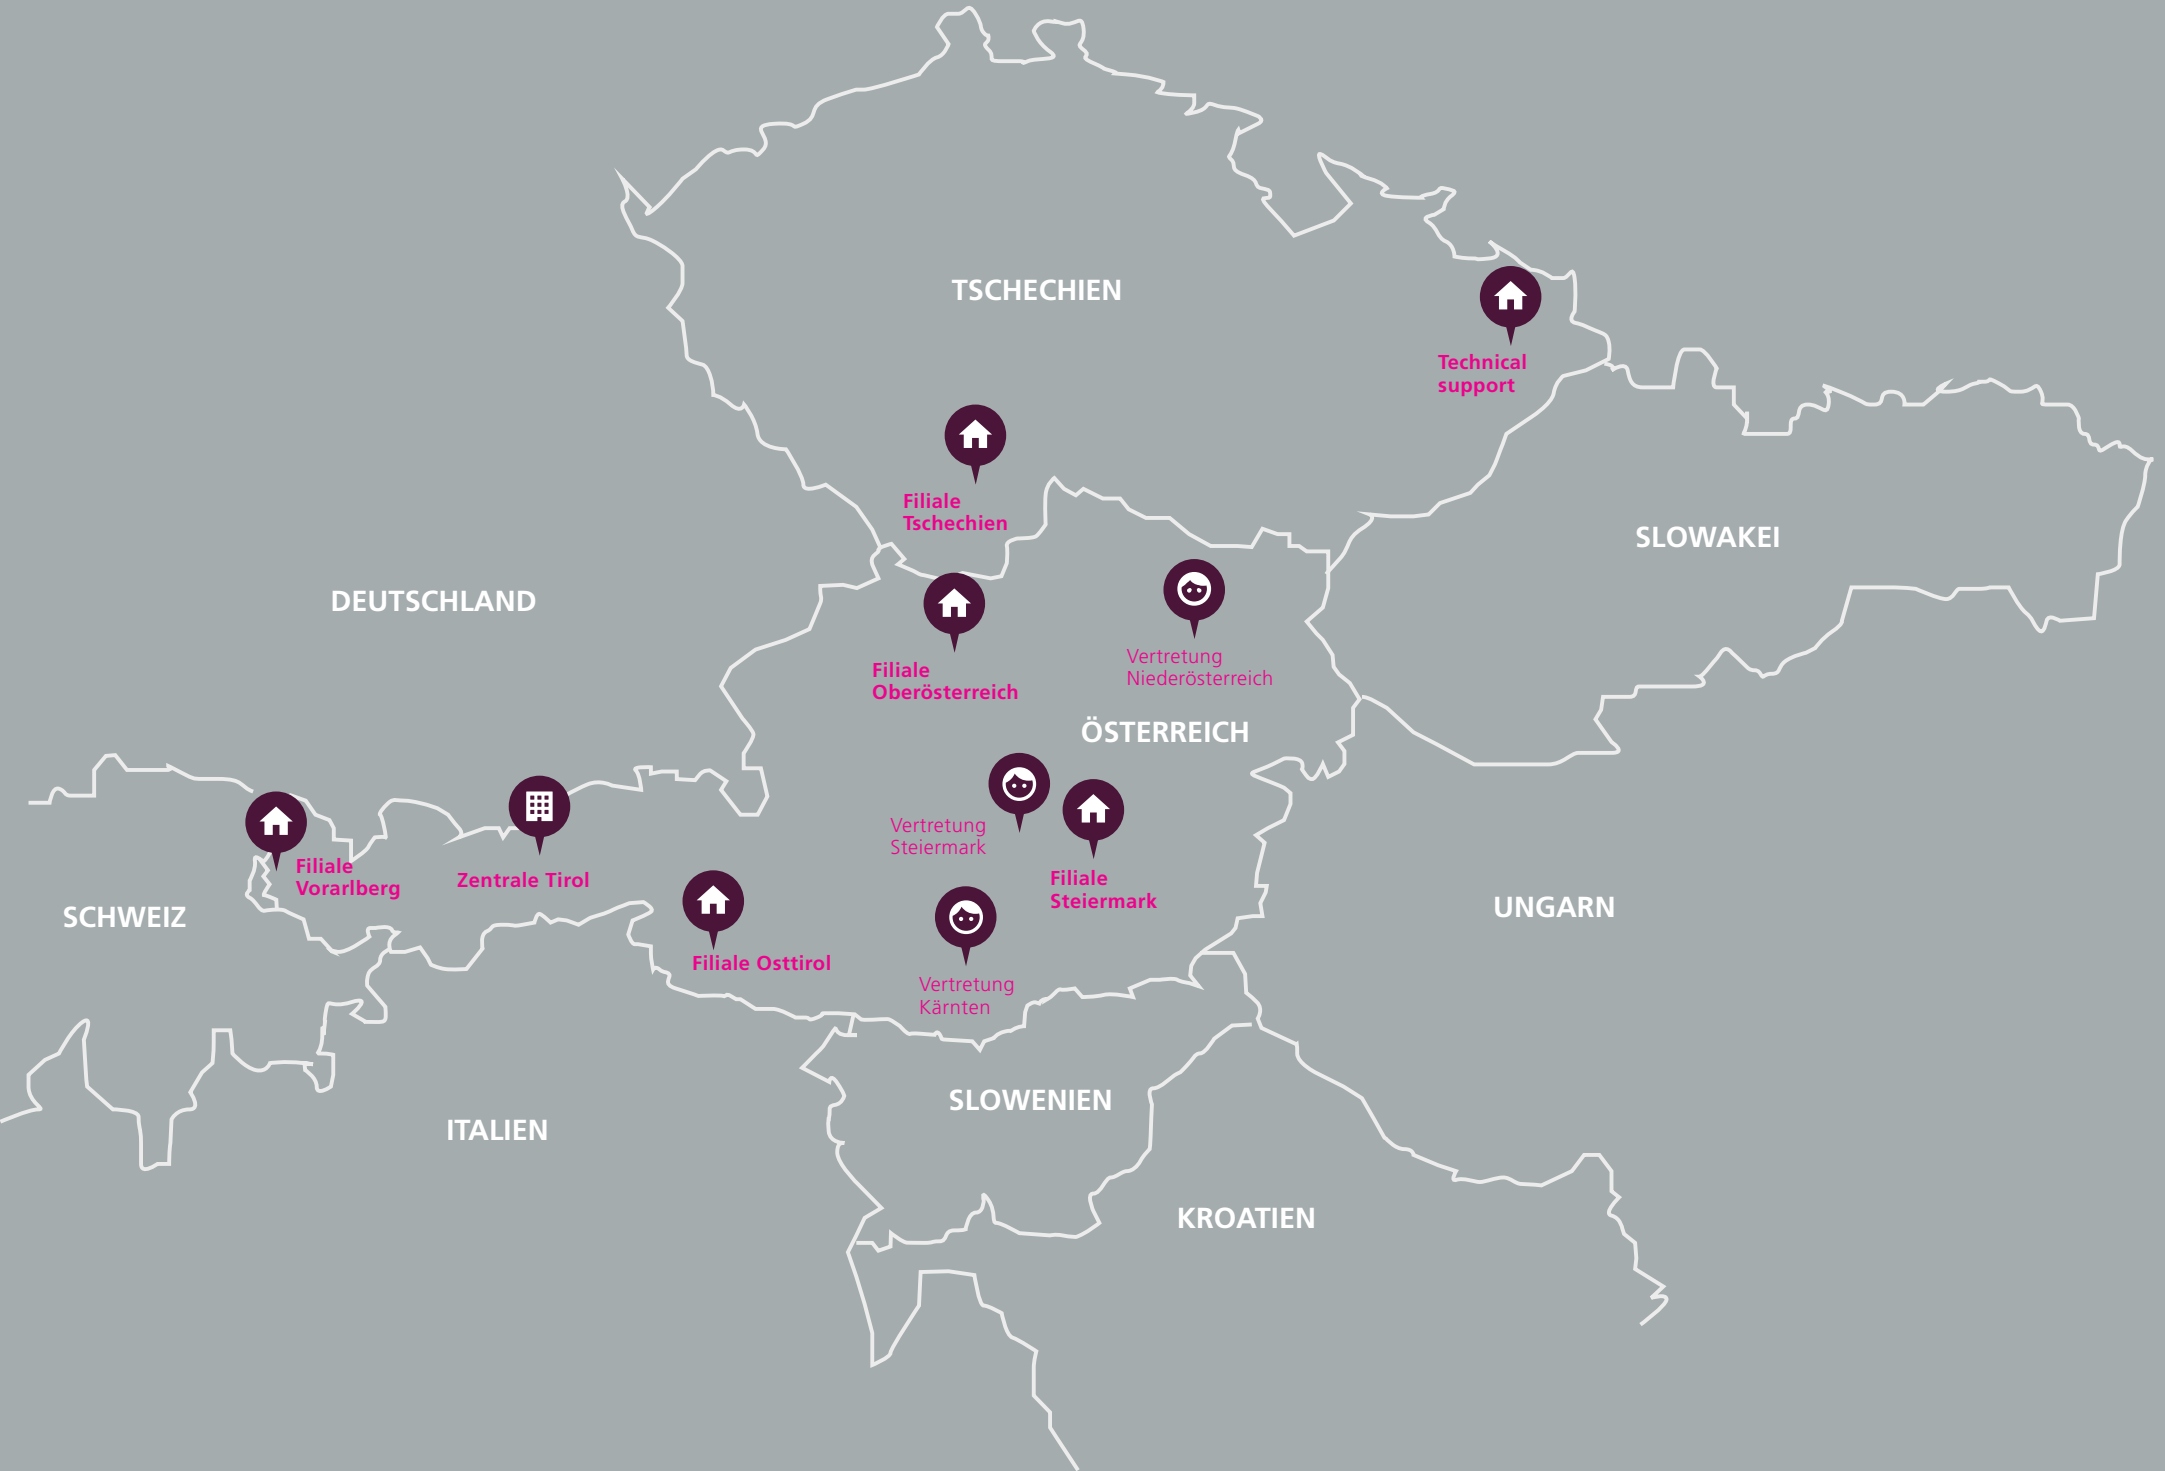 TSCHECHIEN
Technical
support
Filiale
Tschechien
SLOWAKEI
DEUTSCHLAND
Filiale
Oberösterreich
Vertretung
Niederösterreich
ÖSTERREICH
Vertretung
Steiermark
Filiale
Steiermark
Filiale
Vorarlberg
Zentrale Tirol
SCHWEIZ
Filiale Osttirol
UNGARN
Vertretung
Kärnten
SLOWENIEN
ITALIEN
KROATIEN